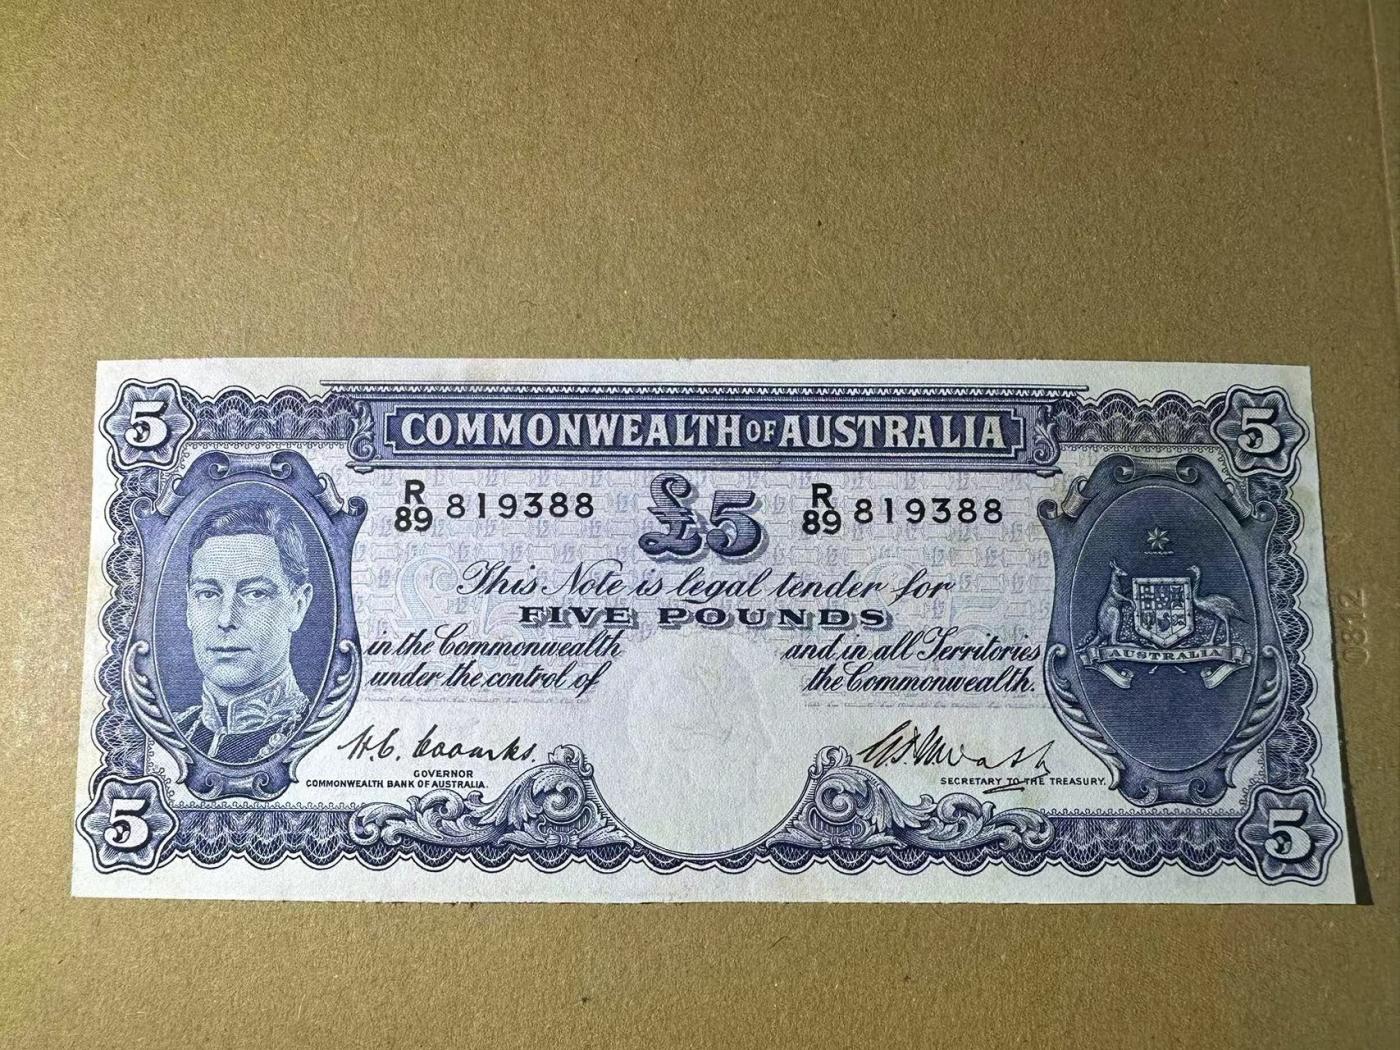 5 5
COMMONWEALTH OF AUSTRALIA
R
89 819388 £5 R
89 819388
This Note is legal tender for
FIVE POUNDS
in the Commonwealth and in all Territories
under the control of the Commonwealth.
AUSTRALIA
H.C. Coombs.
GOVERNOR
COMMONWEALTH BANK OF AUSTRALIA.
SECRETARY TO THE TREASURY.
5 5
0812